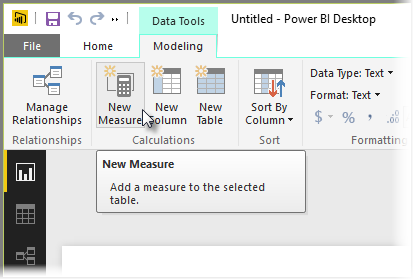 Data Tools
Untitled - Power BI Desktop
File
Home
Modeling
Manage
Relationships
New
Measure
New
Column
New
Table
Sort By
Column
Data Type: Text
Format: Text
$ % ,
Relationships
Calculations
Sort
Formatting
New Measure
Add a measure to the selected
table.